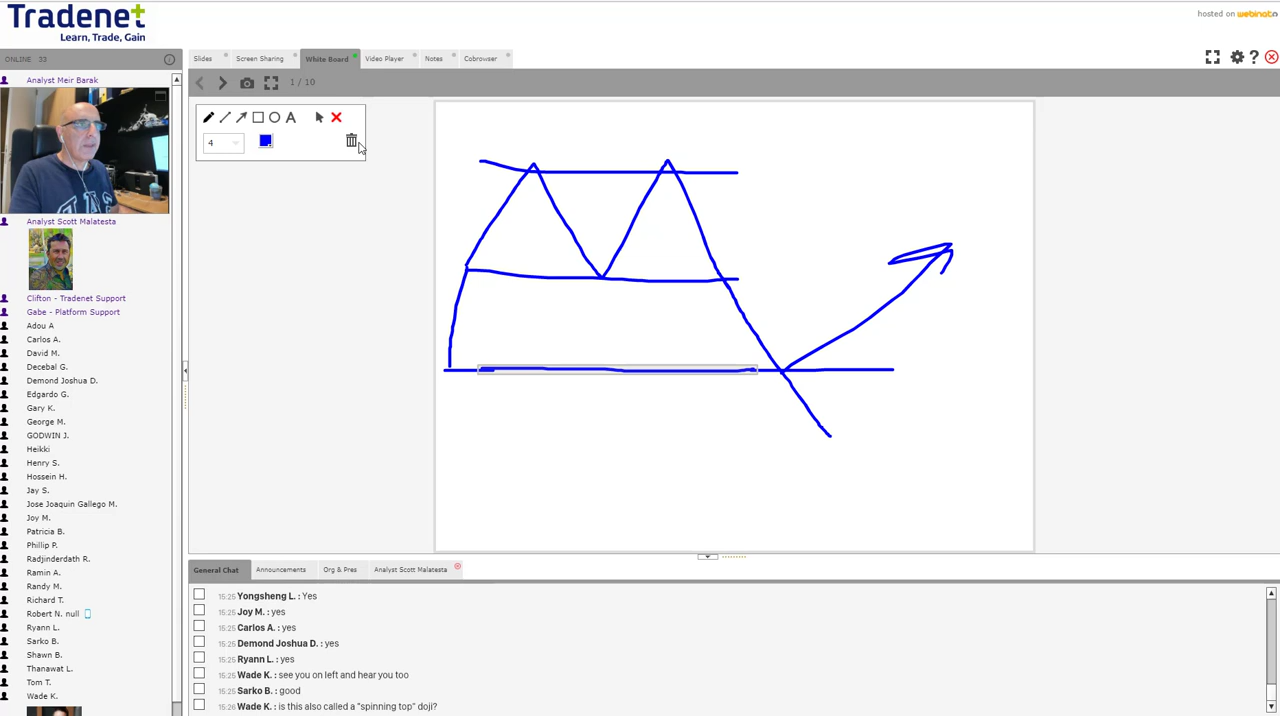 Tradenet
Learn, Trade, Gain
hosted on webinato
ONLINE 33
Slides
Screen Sharing
White Board
Video Player
Notes
Cobrowser
1 / 10
A
4
Analyst Meir Barak
Analyst Scott Malatesta
Clifton - Tradenet Support
Gabe - Platform Support
Adou A
Carlos A.
David M.
Decebal G.
Demond Joshua D.
Edgardo G.
Gary K.
George M.
GODWIN J.
Heikki
Henry S.
Hossein H.
Jay S.
Jose Joaquin Gallego M.
Joy M.
Patricia B.
Phillip P.
Radjinderdath R.
Ramin A.
Randy M.
Richard T.
Robert N. null
Ryann L.
Sarko B.
Shawn B.
Thanawat L.
Tom T.
Wade K.
General Chat
Announcements
Org & Pres
Analyst Scott Malatesta
15:25 Yongsheng L. : Yes
15:25 Joy M. : yes
15:25 Carlos A. : yes
15:25 Demond Joshua D. : yes
15:25 Ryann L. : yes
15:25 Wade K. : see you on left and hear you too
15:25 Sarko B. : good
15:26 Wade K. : is this also called a "spinning top" doji?